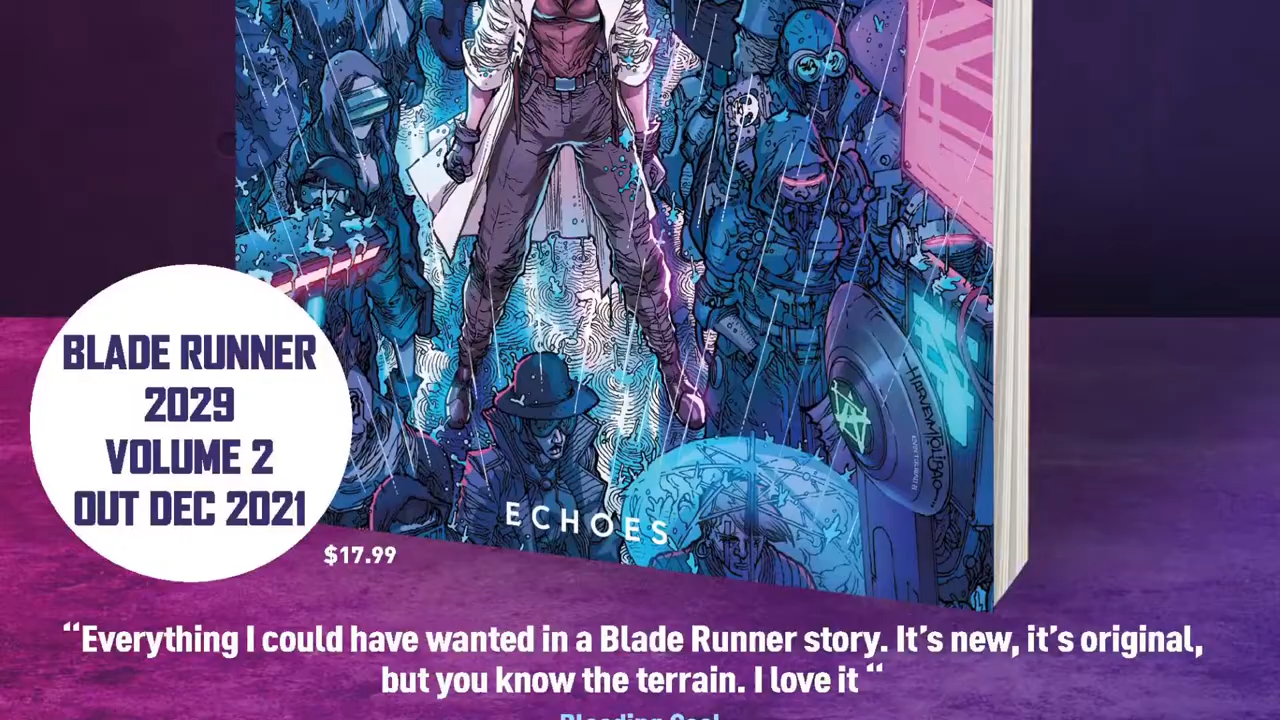 BLADE RUNNER
2029
VOLUME 2
OUT DEC 2021
ECHOES
$17.99
“Everything I could have wanted in a Blade Runner story. It’s new, it’s original,
but you know the terrain. I love it “